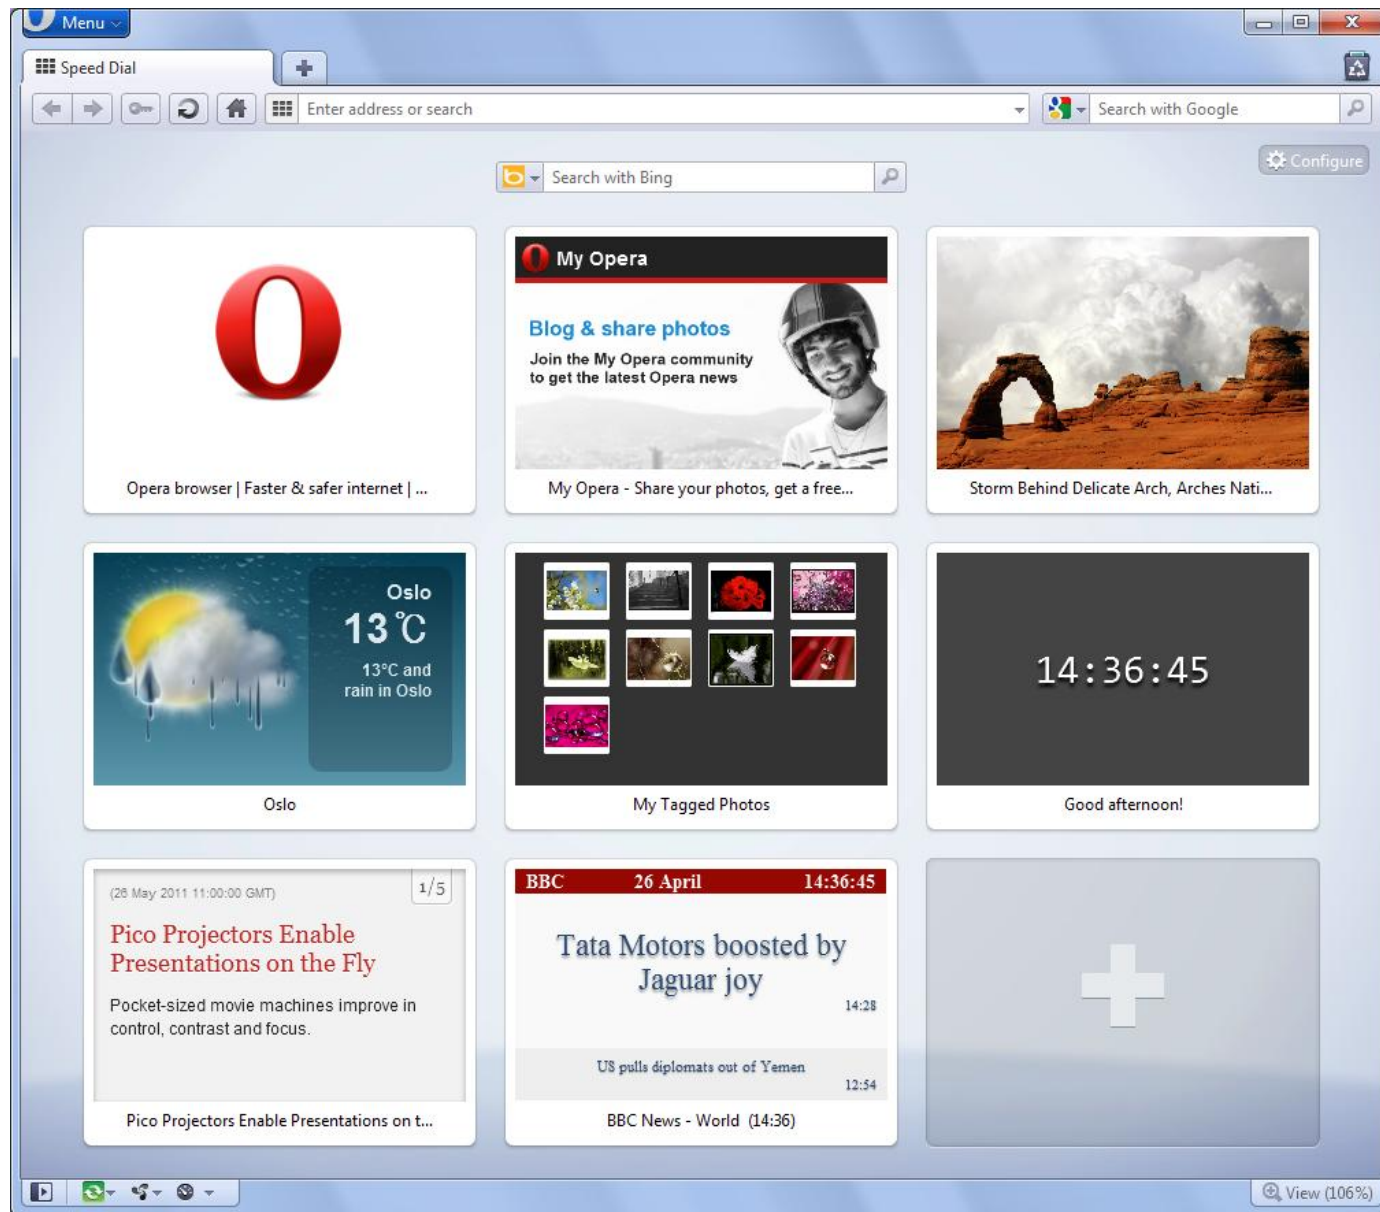 Menu
Speed Dial
Enter address or search
Search with Google
Configure
Search with Bing
My Opera
Blog & share photos
Join the My Opera community
to get the latest Opera news
Opera browser | Faster & safer internet | ...
My Opera - Share your photos, get a free...
Storm Behind Delicate Arch, Arches Nati...
Oslo
13°C
13°C and
rain in Oslo
14:36:45
Oslo
My Tagged Photos
Good afternoon!
(26 May 2011 11:00:00 GMT)
1/5
Pico Projectors Enable
Presentations on the Fly
Pocket-sized movie machines improve in
control, contrast and focus.
Pico Projectors Enable Presentations on t...
BBC 26 April 14:36:45
Tata Motors boosted by
Jaguar joy
14:28
US pulls diplomats out of Yemen
12:54
BBC News - World (14:36)
View (106%)